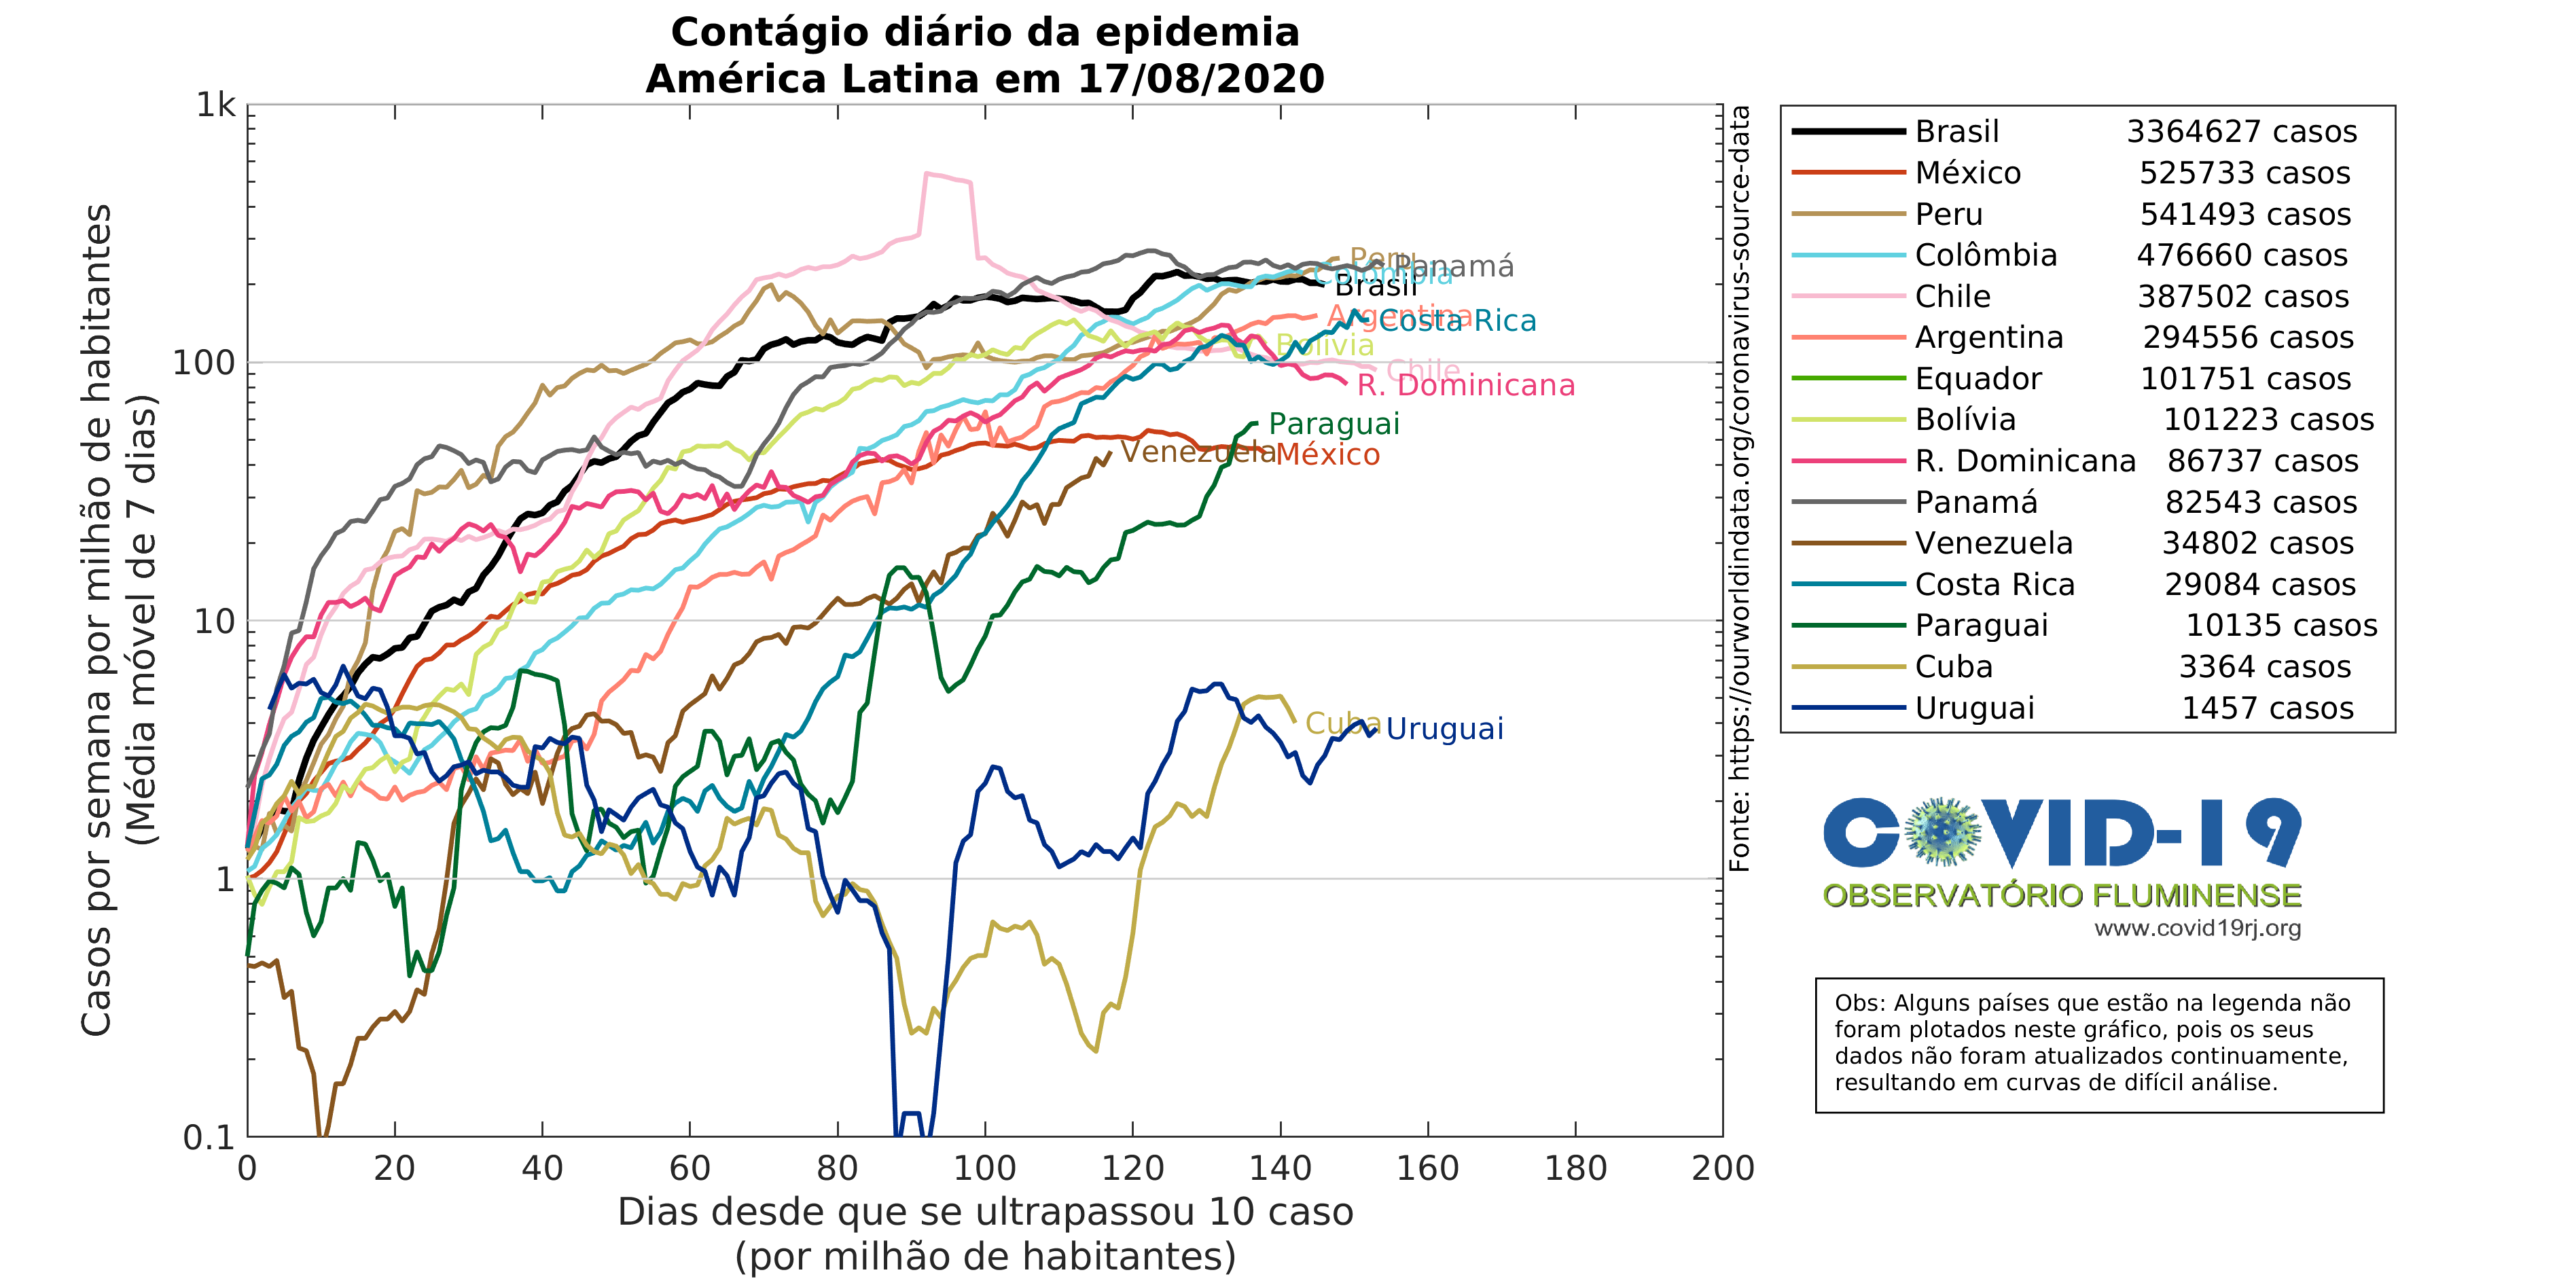 Contágio diário da epidemia
América Latina em 17/08/2020
Casos por semana por milhão de habitantes
(Média móvel de 7 dias)
1k
100
10
1
0.1
0 20 40 60 80 100 120 140 160 180 200
Dias desde que se ultrapassou 10 caso
(por milhão de habitantes)
Peru
Panamá
Colômbia
Brasil
Argentina
Costa Rica
Bolívia
Chile
R. Dominicana
Paraguai
Venezuela
México
Cuba
Uruguai
Fonte: https://ourworldindata.org/coronavirus-source-data
Brasil 3364627 casos
México 525733 casos
Peru 541493 casos
Colômbia 476660 casos
Chile 387502 casos
Argentina 294556 casos
Equador 101751 casos
Bolívia 101223 casos
R. Dominicana 86737 casos
Panamá 82543 casos
Venezuela 34802 casos
Costa Rica 29084 casos
Paraguai 10135 casos
Cuba 3364 casos
Uruguai 1457 casos
COVID-19
OBSERVATÓRIO FLUMINENSE
www.covid19rj.org
Obs: Alguns países que estão na legenda não
foram plotados neste gráfico, pois os seus
dados não foram atualizados continuamente,
resultando em curvas de difícil análise.